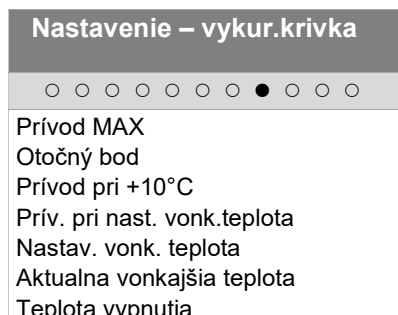 Nastavenie – vykur.krivka
Prívod MAX
Otočný bod
Prívod pri +10°C
Prív. pri nast. vonk.teplota
Nastav. vonk. teplota
Aktualna vonkajšia teplota
Teplota vypnutia